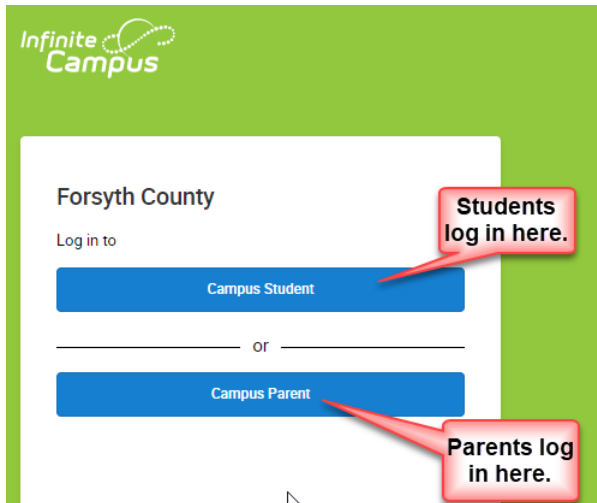 Infinite
Campus
Forsyth County
Students
log in here.
Log in to
Campus Student
or
Campus Parent
Parents log
in here.